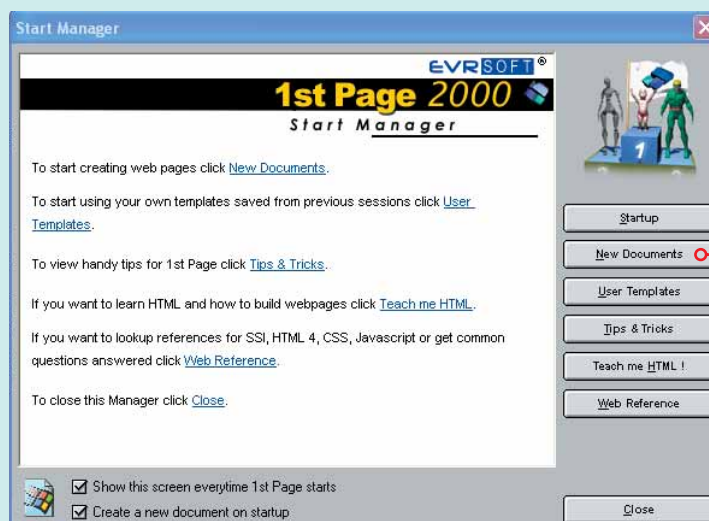 Start Manager
EVRSOFT®
1st Page 2000
Start Manager
To start creating web pages click New Documents.
To start using your own templates saved from previous sessions click User
Templates.
To view handy tips for 1st Page click Tips & Tricks.
If you want to learn HTML and how to build webpages click Teach me HTML.
If you want to lookup references for SSI, HTML 4, CSS, Javascript or get common
questions answered click Web Reference.
To close this Manager click Close.
1
Startup
New Documents
User Templates
Tips & Tricks
Teach me HTML !
Web Reference
Show this screen everytime 1st Page starts
Create a new document on startup
Close